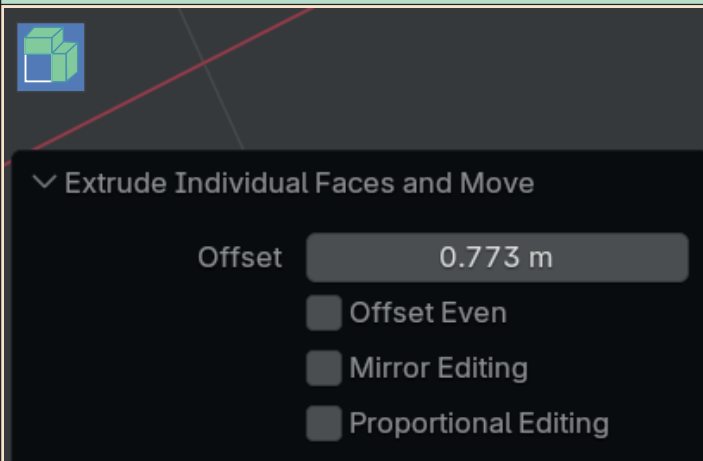 Extrude Individual Faces and Move
Offset 0.773 m
Offset Even
Mirror Editing
Proportional Editing